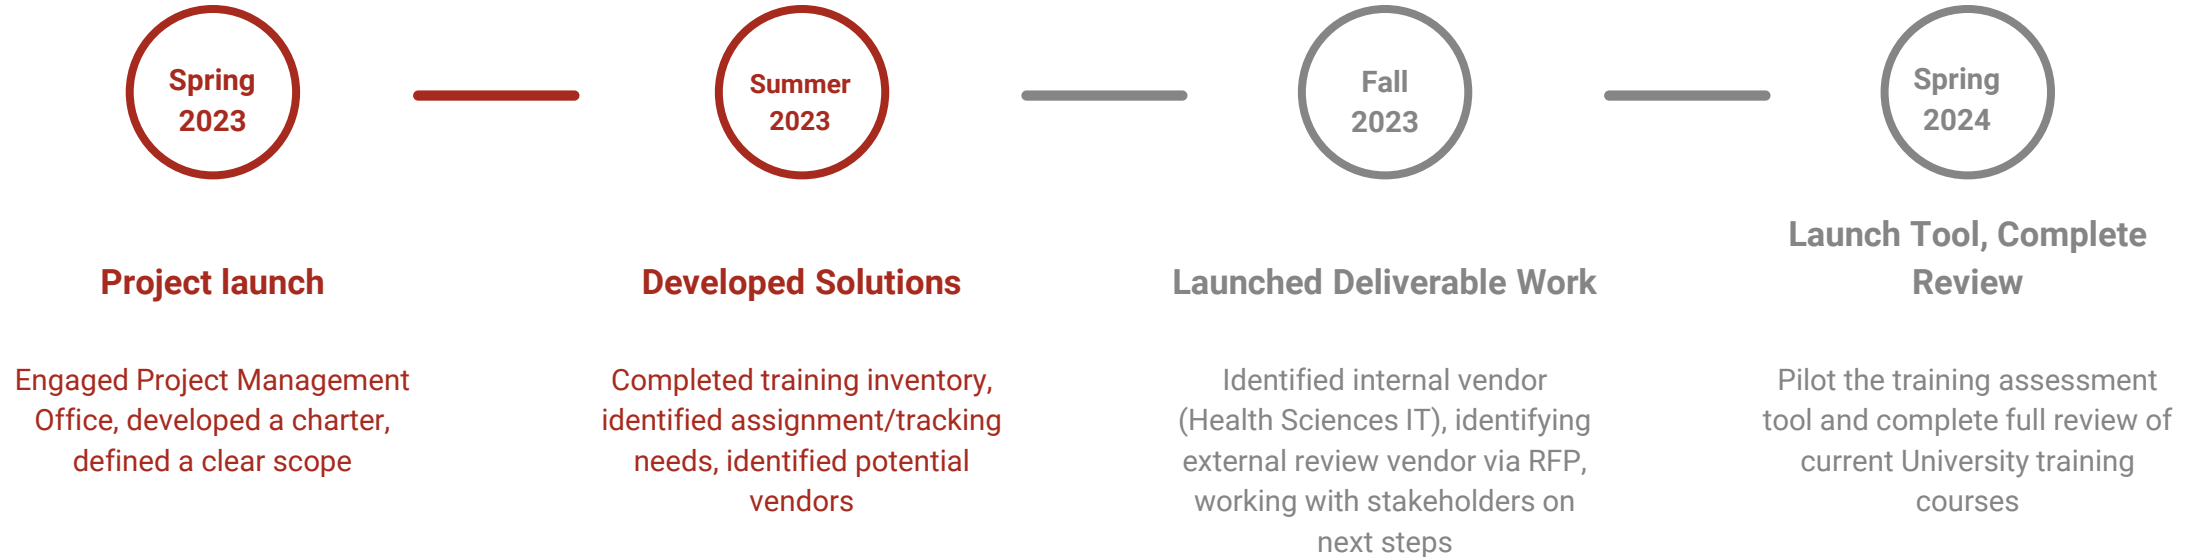 Spring
2023
Project launch
Engaged Project Management
Office, developed a charter,
defined a clear scope
Summer
2023
Developed Solutions
Completed training inventory,
identified assignment/tracking
needs, identified potential
vendors
Fall
2023
Launched Deliverable Work
Identified internal vendor
(Health Sciences IT), identifying
external review vendor via RFP,
working with stakeholders on
next steps
Spring
2024
Launch Tool, Complete
Review
Pilot the training assessment
tool and complete full review of
current University training
courses